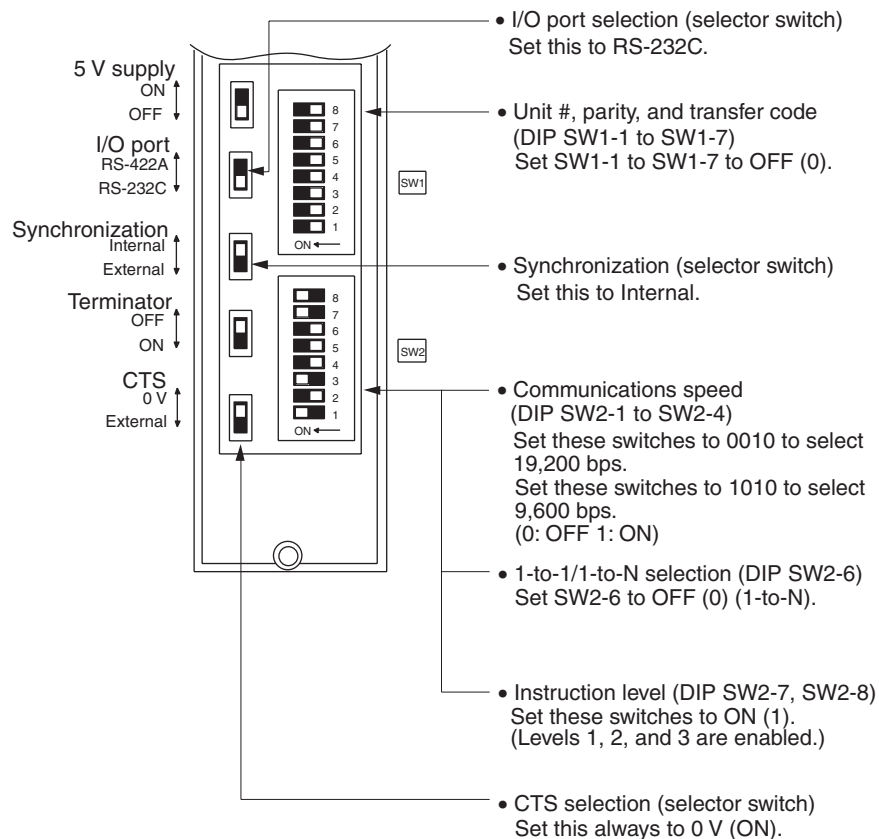 5 V supply
ON
OFF
I/O port
RS-422A
RS-232C
Synchronization
Internal
External
Terminator
OFF
ON
CTS
0 V
External
8
7
6
5
4
3
2
1
ON
SW1
8
7
6
5
4
3
2
1
ON
SW2
• I/O port selection (selector switch)
Set this to RS-232C.
• Unit #, parity, and transfer code
(DIP SW1-1 to SW1-7)
Set SW1-1 to SW1-7 to OFF (0).
• Synchronization (selector switch)
Set this to Internal.
• Communications speed
(DIP SW2-1 to SW2-4)
Set these switches to 0010 to select
19,200 bps.
Set these switches to 1010 to select
9,600 bps.
(0: OFF 1: ON)
• 1-to-1/1-to-N selection (DIP SW2-6)
Set SW2-6 to OFF (0) (1-to-N).
• Instruction level (DIP SW2-7, SW2-8)
Set these switches to ON (1).
(Levels 1, 2, and 3 are enabled.)
• CTS selection (selector switch)
Set this always to 0 V (ON).